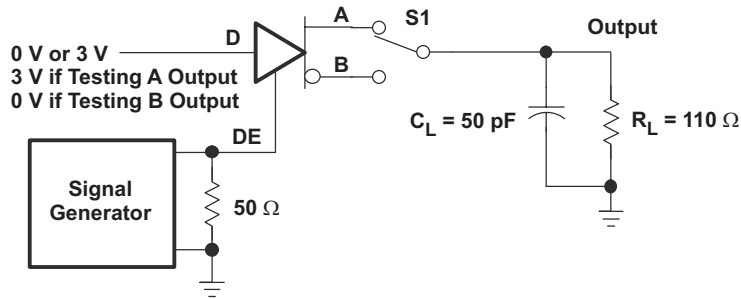 A
S1
Output
D
0 V or 3 V
3 V if Testing A Output
0 V if Testing B Output
B
C_L = 50 pF
R_L = 110 Ω
DE
Signal
Generator
50 Ω